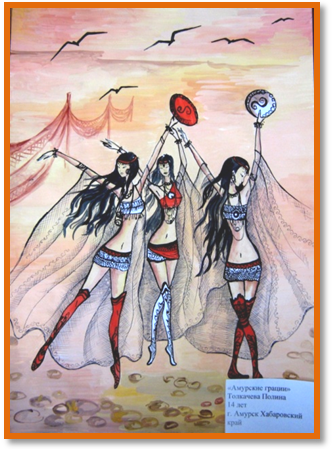 «Амурские грации»
Толкачева Полина
14 лет
г. Амурск Хабаровский
край